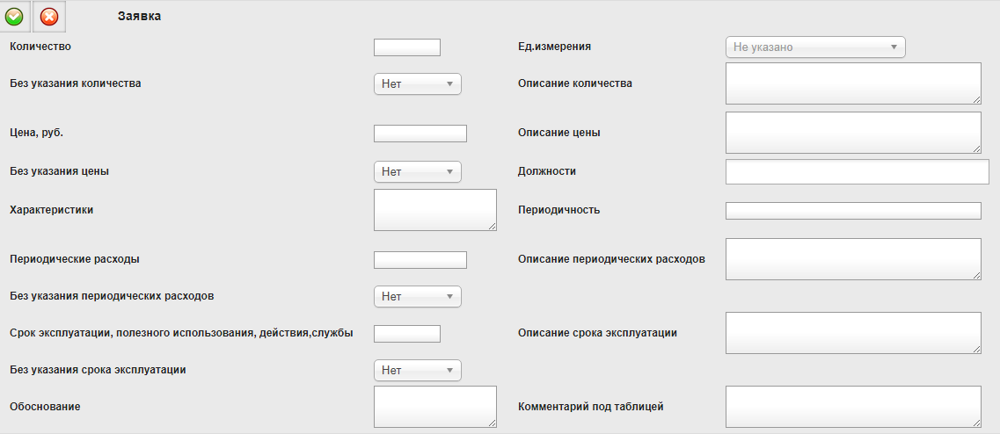 Заявка
Количество Ед.измерения Не указано
Без указания количества Нет Описание количества
Цена, руб. Описание цены
Без указания цены Нет Должности
Характеристики Периодичность
Периодические расходы Описание периодических расходов
Без указания периодических расходов Нет
Срок эксплуатации, полезного использования, действия,службы Описание срока эксплуатации
Без указания срока эксплуатации Нет
Обоснование Комментарий под таблицей